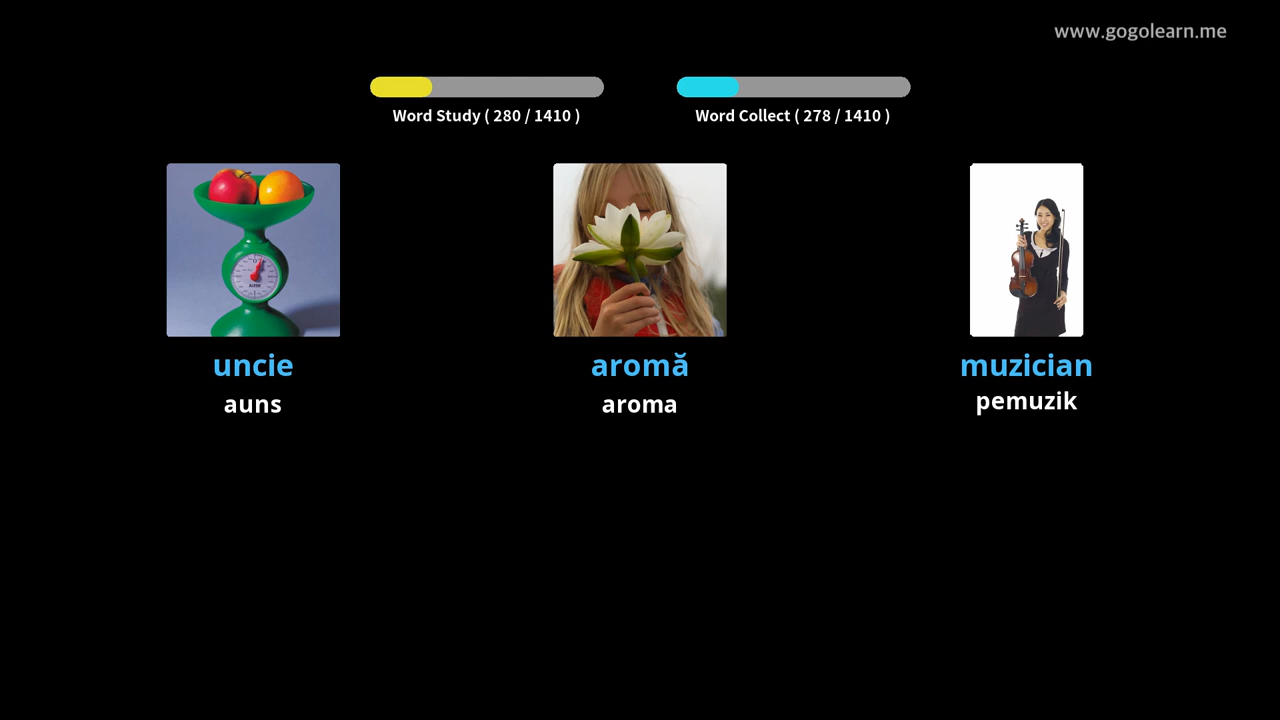 www.gogolearn.me
Word Study ( 280 / 1410 )
Word Collect ( 278 / 1410 )
uncie
aromă
muzician
auns
aroma
pemuzik